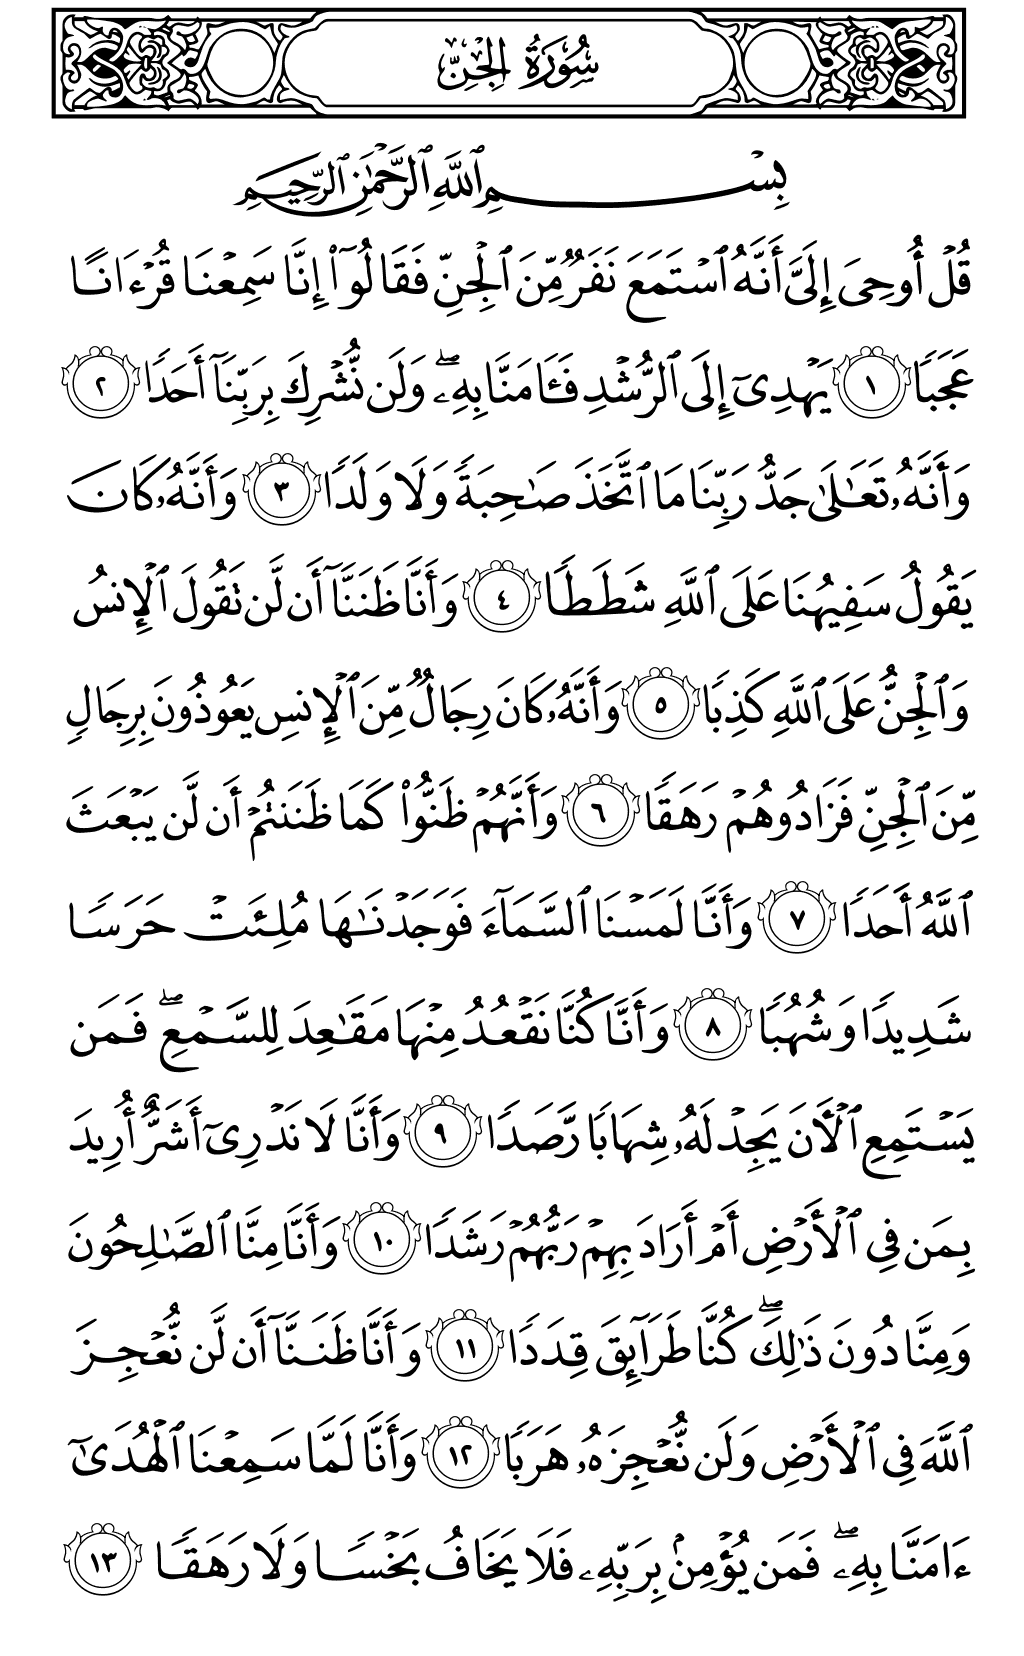 سُورَةُ الجِنِّ
بِسْمِ ٱللَّهِ ٱلرَّحْمَٰنِ ٱلرَّحِيمِ
قُلْ أُوحِىَ إِلَىَّ أَنَّهُ ٱسْتَمَعَ نَفَرٌ مِّنَ ٱلْجِنِّ فَقَالُوٓا۟ إِنَّا سَمِعْنَا قُرْءَانًا
عَجَبًا ١ يَهْدِىٓ إِلَى ٱلرُّشْدِ فَـَٔامَنَّا بِهِۦ ۖ وَلَن نُّشْرِكَ بِرَبِّنَآ أَحَدًا ٢
وَأَنَّهُۥ تَعَـٰلَىٰ جَدُّ رَبِّنَا مَا ٱتَّخَذَ صَـٰحِبَةً وَلَا وَلَدًا ٣ وَأَنَّهُۥ كَانَ
يَقُولُ سَفِيهُنَا عَلَى ٱللَّهِ شَطَطًا ٤ وَأَنَّا ظَنَنَّآ أَن لَّن تَقُولَ ٱلْإِنسُ
وَٱلْجِنُّ عَلَى ٱللَّهِ كَذِبًا ٥ وَأَنَّهُۥ كَانَ رِجَالٌ مِّنَ ٱلْإِنسِ يَعُوذُونَ بِرِجَالٍ
مِّنَ ٱلْجِنِّ فَزَادُوهُمْ رَهَقًا ٦ وَأَنَّهُمْ ظَنُّوا۟ كَمَا ظَنَنتُمْ أَن لَّن يَبْعَثَ
ٱللَّهُ أَحَدًا ٧ وَأَنَّا لَمَسْنَا ٱلسَّمَآءَ فَوَجَدْنَـٰهَا مُلِئَتْ حَرَسًا
شَدِيدًا وَشُهُبًا ٨ وَأَنَّا كُنَّا نَقْعُدُ مِنْهَا مَقَـٰعِدَ لِلسَّمْعِ ۖ فَمَن
يَسْتَمِعِ ٱلْـَٔانَ يَجِدْ لَهُۥ شِهَابًا رَّصَدًا ٩ وَأَنَّا لَا نَدْرِىٓ أَشَرٌّ أُرِيدَ
بِمَن فِى ٱلْأَرْضِ أَمْ أَرَادَ بِهِمْ رَبُّهُمْ رَشَدًا ١٠ وَأَنَّا مِنَّا ٱلصَّـٰلِحُونَ
وَمِنَّا دُونَ ذَٰلِكَ ۖ كُنَّا طَرَآئِقَ قِدَدًا ١١ وَأَنَّا ظَنَنَّآ أَن لَّن نُّعْجِزَ
ٱللَّهَ فِى ٱلْأَرْضِ وَلَن نُّعْجِزَهُۥ هَرَبًا ١٢ وَأَنَّا لَمَّا سَمِعْنَا ٱلْهُدَىٰٓ
ءَامَنَّا بِهِۦ ۖ فَمَن يُؤْمِنۢ بِرَبِّهِۦ فَلَا يَخَافُ بَخْسًا وَلَا رَهَقًا ١٣